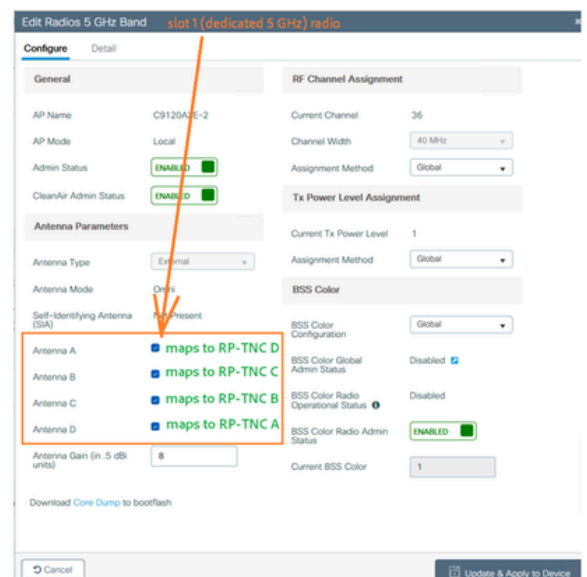 Edit Radios 5 GHz Band slot 1 (dedicated 5 GHz) radio
Configure Detail
General
AP Name C9120AXE-2
AP Mode Local
Admin Status ENABLED
CleanAir Admin Status ENABLED
Antenna Parameters
Antenna Type External
Antenna Mode Omni
Self-Identifying Antenna
(SIA) Not Present
Antenna A maps to RP-TNC D
Antenna B maps to RP-TNC C
Antenna C maps to RP-TNC B
Antenna D maps to RP-TNC A
Antenna Gain (in .5 dBi
units) 8
Download Core Dump to bootflash
RF Channel Assignment
Current Channel 36
Channel Width 40 MHz
Assignment Method Global
Tx Power Level Assignment
Current Tx Power Level 1
Assignment Method Global
BSS Color
BSS Color
Configuration Global
BSS Color Global
Admin Status Disabled
BSS Color Radio
Operational Status Disabled
BSS Color Radio Admin
Status ENABLED
Current BSS Color 1
Cancel
Update & Apply to Device